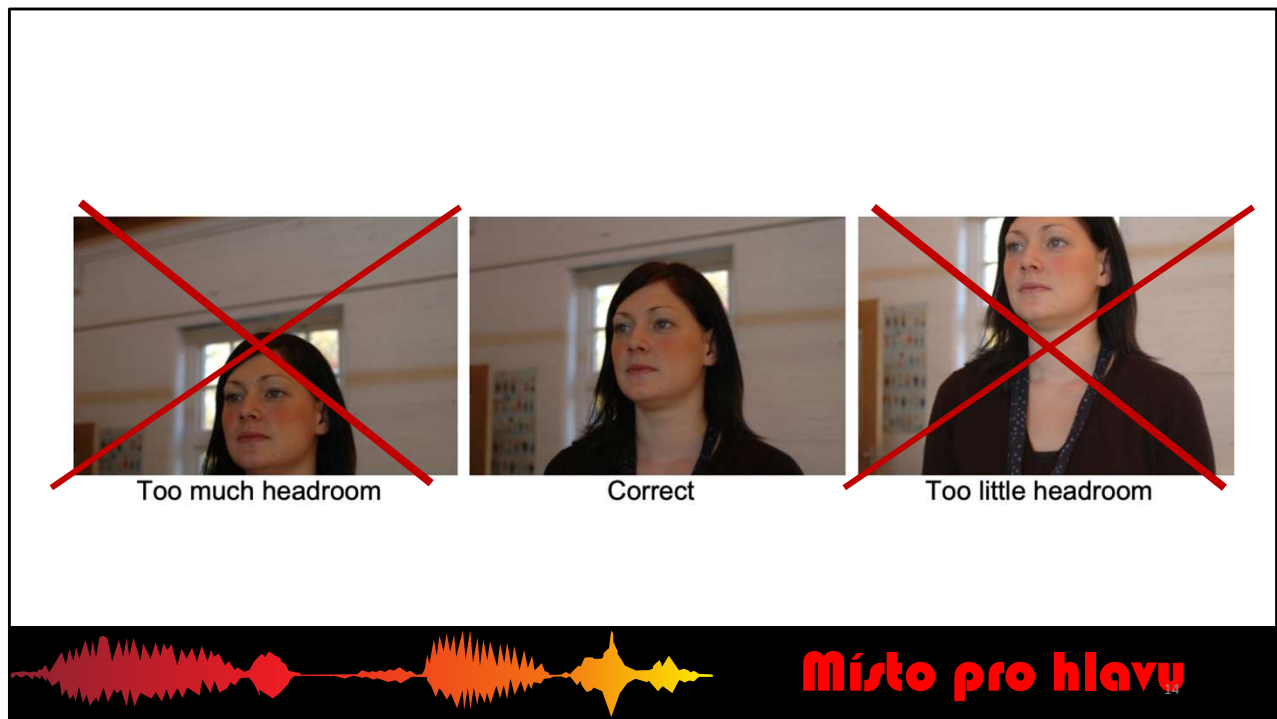 Too much headroom
Correct
Too little headroom
Místo pro hlavu
14